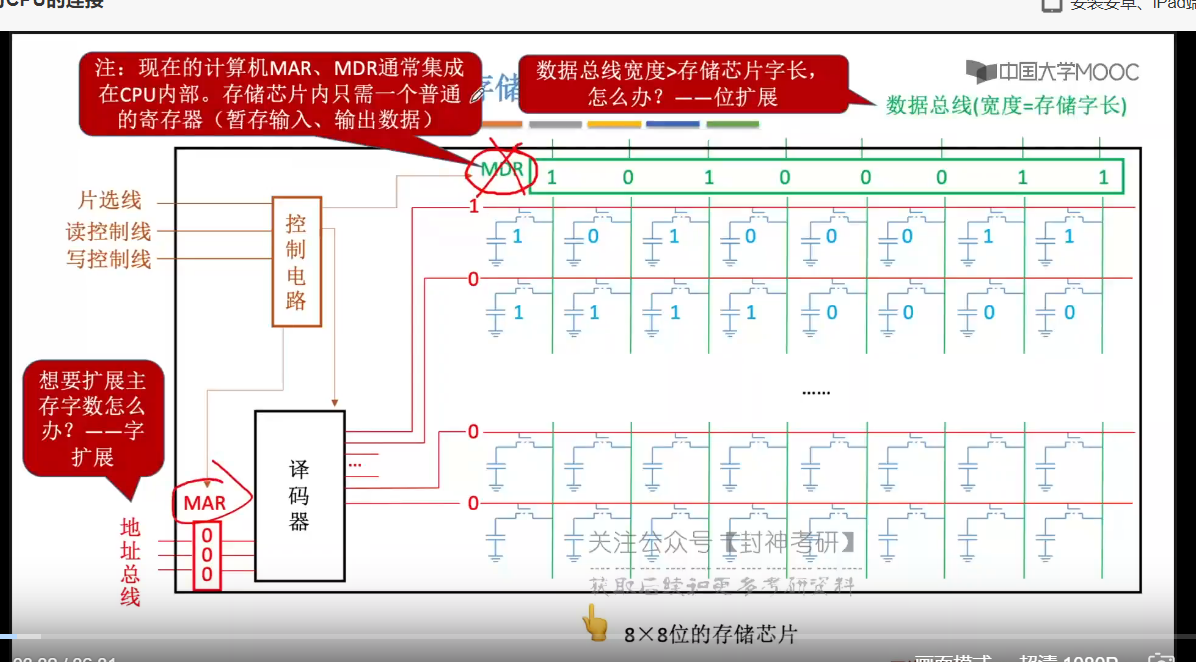 的连接
安装安卓、iPad端
注：现在的计算机MAR、MDR通常集成
在CPU内部。存储芯片内只需一个普通
的寄存器（暂存输入、输出数据）
存储
数据总线宽度>存储芯片字长，
怎么办？——位扩展
中国大学MOOC
数据总线(宽度=存储字长)
MDR 1 0 1 0 0 0 1 1
片选线
读控制线
写控制线
控
制
电
路
1
1 0 1 0 0 0 1 1
0
1 1 1 1 0 0 0 0
......
0
0
想要扩展主
存字数怎么
办？——字
扩展
MAR
0
0
0
地
址
总
线
译
码
器
...
关注公众号【封神考研】
获取后续和更多考研资料
8×8位的存储芯片
画面模式
超清 1080P